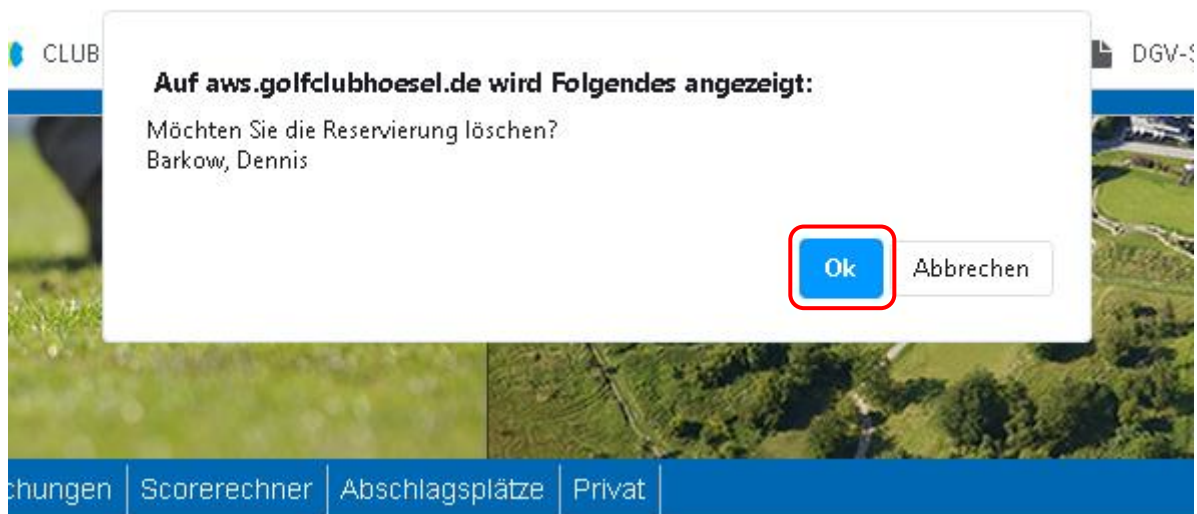 CLUB
DGV-S
Auf aws.golfclubhoesel.de wird Folgendes angezeigt:
Möchten Sie die Reservierung löschen?
Barkow, Dennis
Ok
Abbrechen
chungen
Scorerechner
Abschlagsplätze
Privat